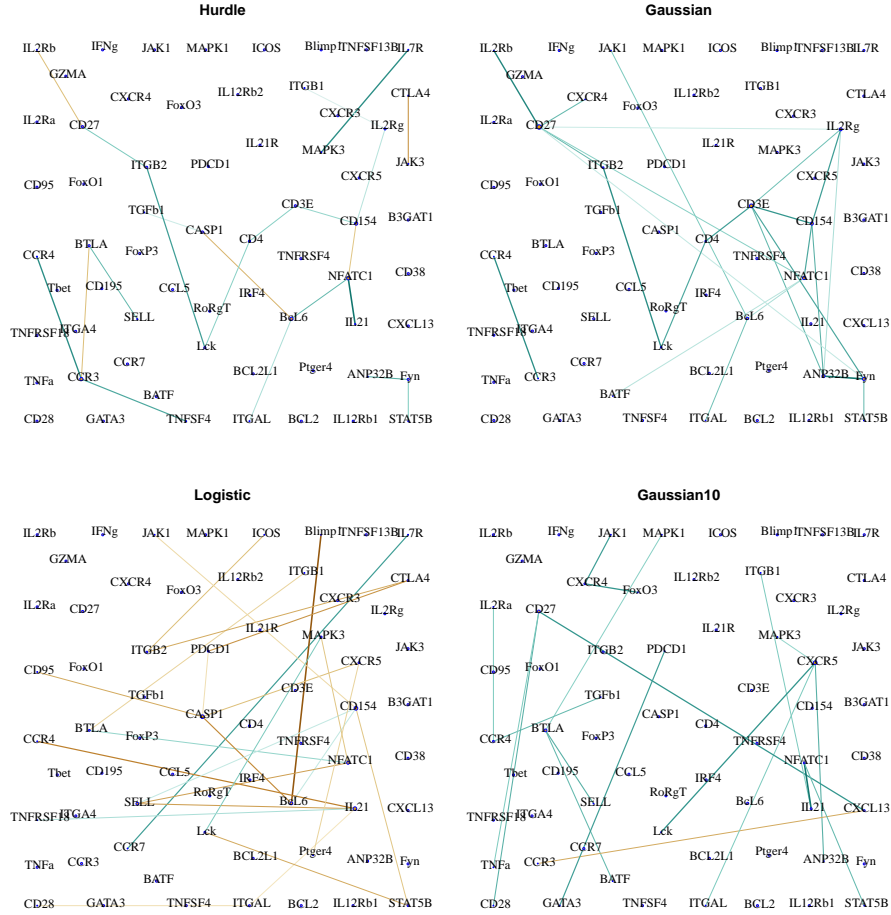 Hurdle
IL2Rb IFNg JAK1 MAPK1 ICOS Blimp1 TNFSF13B IL7R
GZMA ITGB1 CTLA4
CXCR4 FoxO3 IL12Rb2
IL2Ra CD27 CXCR3 IL2Rg
IL21R MAPK3
ITGB2 PDCD1 JAK3
CD95 FoxO1 CXCR5
TGFb1 CD3E B3GAT1
BTLA CASP1 CD4 CD154
CCR4 FoxP3 TNFRSF4
Tbet CD195 CCL5 IRF4 NFATC1 CD38
SELL RoRgT BcL6 IL21 CXCL13
TNFRSF18 ITGA4
Lck
CCR7 BCL2L1 Ptger4
TNFa CCR3 ANP32B Fyn
BATF
CD28 GATA3 TNFSF4 ITGAL BCL2 IL12Rb1 STAT5B
Gaussian
IL2Rb IFNg JAK1 MAPK1 ICOS Blimp1 TNFSF13B IL7R
GZMA ITGB1 CTLA4
CXCR4 FoxO3 IL12Rb2
IL2Ra CD27 CXCR3 IL2Rg
IL21R MAPK3
ITGB2 PDCD1 JAK3
CD95 FoxO1 CXCR5
TGFb1 CD3E B3GAT1
BTLA CASP1 CD4 CD154
CCR4 FoxP3 TNFRSF4
Tbet CD195 CCL5 IRF4 NFATC1 CD38
SELL RoRgT BcL6 IL21 CXCL13
TNFRSF18 ITGA4
Lck
CCR7 BCL2L1 Ptger4
TNFa CCR3 ANP32B Fyn
BATF
CD28 GATA3 TNFSF4 ITGAL BCL2 IL12Rb1 STAT5B
Logistic
IL2Rb IFNg JAK1 MAPK1 ICOS Blimp1 TNFSF13B IL7R
GZMA ITGB1 CTLA4
CXCR4 FoxO3 IL12Rb2
IL2Ra CD27 CXCR3 IL2Rg
IL21R MAPK3
ITGB2 PDCD1 JAK3
CD95 FoxO1 CXCR5
TGFb1 CD3E B3GAT1
BTLA CASP1 CD4 CD154
CCR4 FoxP3 TNFRSF4
Tbet CD195 CCL5 IRF4 NFATC1 CD38
SELL RoRgT BcL6 IL21 CXCL13
TNFRSF18 ITGA4
Lck
CCR7 BCL2L1 Ptger4
TNFa CCR3 ANP32B Fyn
BATF
CD28 GATA3 TNFSF4 ITGAL BCL2 IL12Rb1 STAT5B
Gaussian10
IL2Rb IFNg JAK1 MAPK1 ICOS Blimp1 TNFSF13B IL7R
GZMA ITGB1 CTLA4
CXCR4 FoxO3 IL12Rb2
IL2Ra CD27 CXCR3 IL2Rg
IL21R MAPK3
ITGB2 PDCD1 JAK3
CD95 FoxO1 CXCR5
TGFb1 CD3E B3GAT1
BTLA CASP1 CD4 CD154
CCR4 FoxP3 TNFRSF4
Tbet CD195 CCL5 IRF4 NFATC1 CD38
SELL RoRgT BcL6 IL21 CXCL13
TNFRSF18 ITGA4
Lck
CCR7 BCL2L1 Ptger4
TNFa CCR3 ANP32B Fyn
BATF
CD28 GATA3 TNFSF4 ITGAL BCL2 IL12Rb1 STAT5B